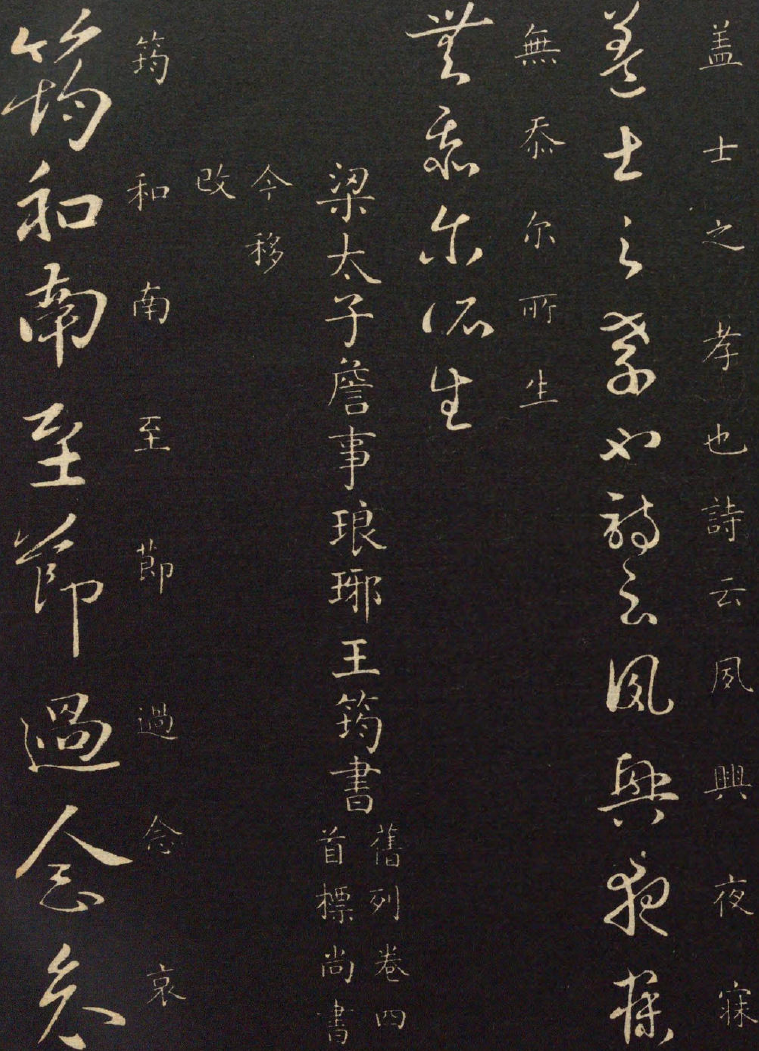 盖士之孝也詩云夙興夜寐
盖士之孝也詩云夙興夜寐
無忝尔所生
無忝尔所生
梁太子詹事琅瑘王筠書
舊列卷四
首標尚書
今移
改
筠和南至節過念哀
筠和南至節過念哀